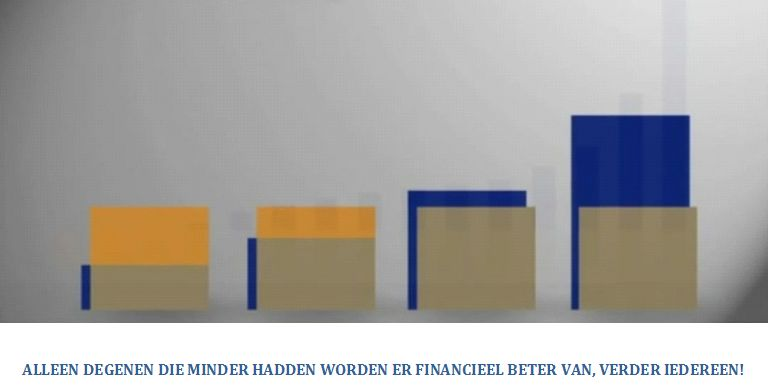 ALLEEN DEGENEN DIE MINDER HADDEN WORDEN ER FINANCIEEL BETER VAN, VERDER IEDEREEN!